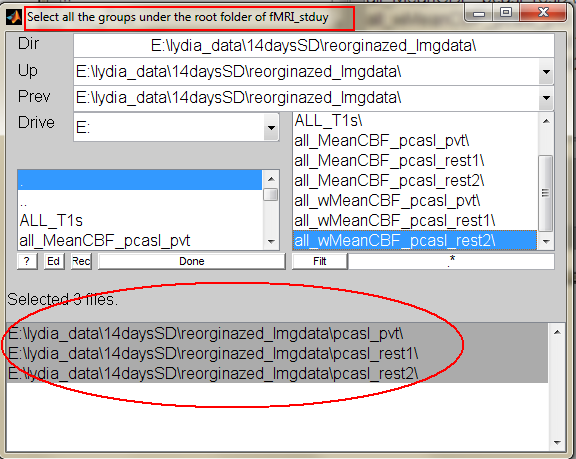 Select all the groups under the root folder of fMRI_stduy
Dir E:\lydia_data\14daysSD\reorginazed_Imgdata\
Up E:\lydia_data\14daysSD\reorginazed_Imgdata\
Prev E:\lydia_data\14daysSD\reorginazed_Imgdata\
Drive E:
.
..
ALL_T1s
all_MeanCBF_pcasl_pvt
ALL_T1s\
all_MeanCBF_pcasl_pvt\
all_MeanCBF_pcasl_rest1\
all_MeanCBF_pcasl_rest2\
all_wMeanCBF_pcasl_pvt\
all_wMeanCBF_pcasl_rest1\
all_wMeanCBF_pcasl_rest2\
? Ed Rec Done Filt .*
Selected 3 files.
E:\lydia_data\14daysSD\reorginazed_Imgdata\pcasl_pvt\
E:\lydia_data\14daysSD\reorginazed_Imgdata\pcasl_rest1\
E:\lydia_data\14daysSD\reorginazed_Imgdata\pcasl_rest2\